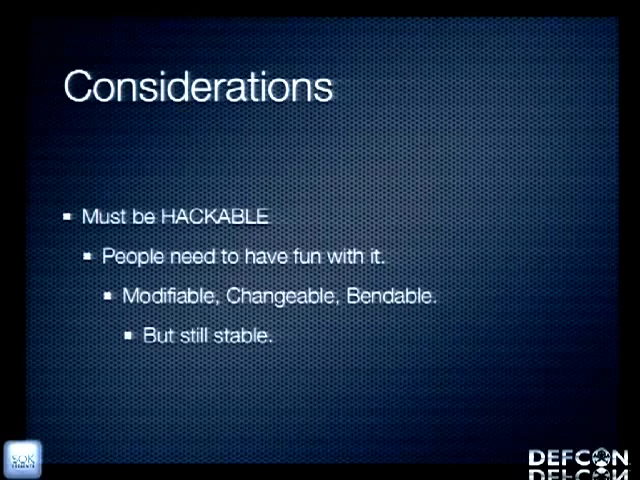 Considerations
Must be HACKABLE
People need to have fun with it.
Modifiable, Changeable, Bendable.
But still stable.
DEFCON